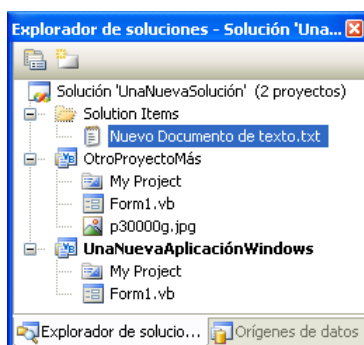 Explorador de soluciones - Solución 'Una...
Solución 'UnaNuevaSolución' (2 proyectos)
Solution Items
Nuevo Documento de texto.txt
OtroProyectoMás
My Project
Form1.vb
p30000g.jpg
UnaNuevaAplicaciónWindows
My Project
Form1.vb
Explorador de solucio... Orígenes de datos